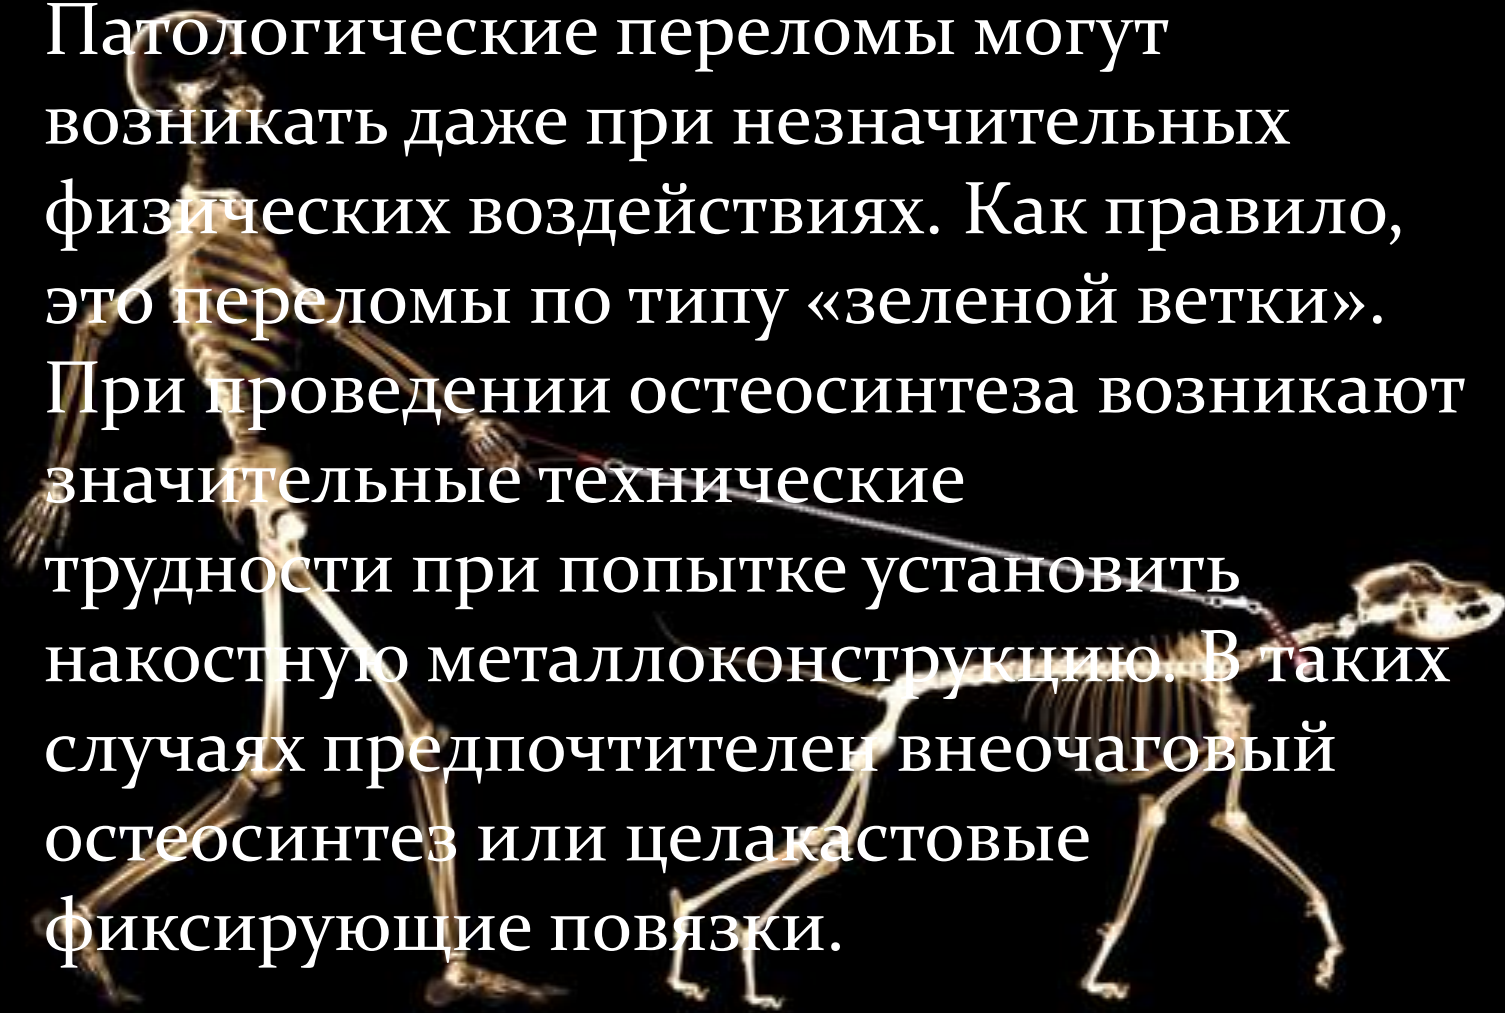 Патологические переломы могут
возникать даже при незначительных
физических воздействиях. Как правило,
это переломы по типу «зеленой ветки».
При проведении остеосинтеза возникают
значительные технические
трудности при попытке установить
накостную металлоконструкцию. В таких
случаях предпочтителен внеочаговый
остеосинтез или целакастовые
фиксирующие повязки.